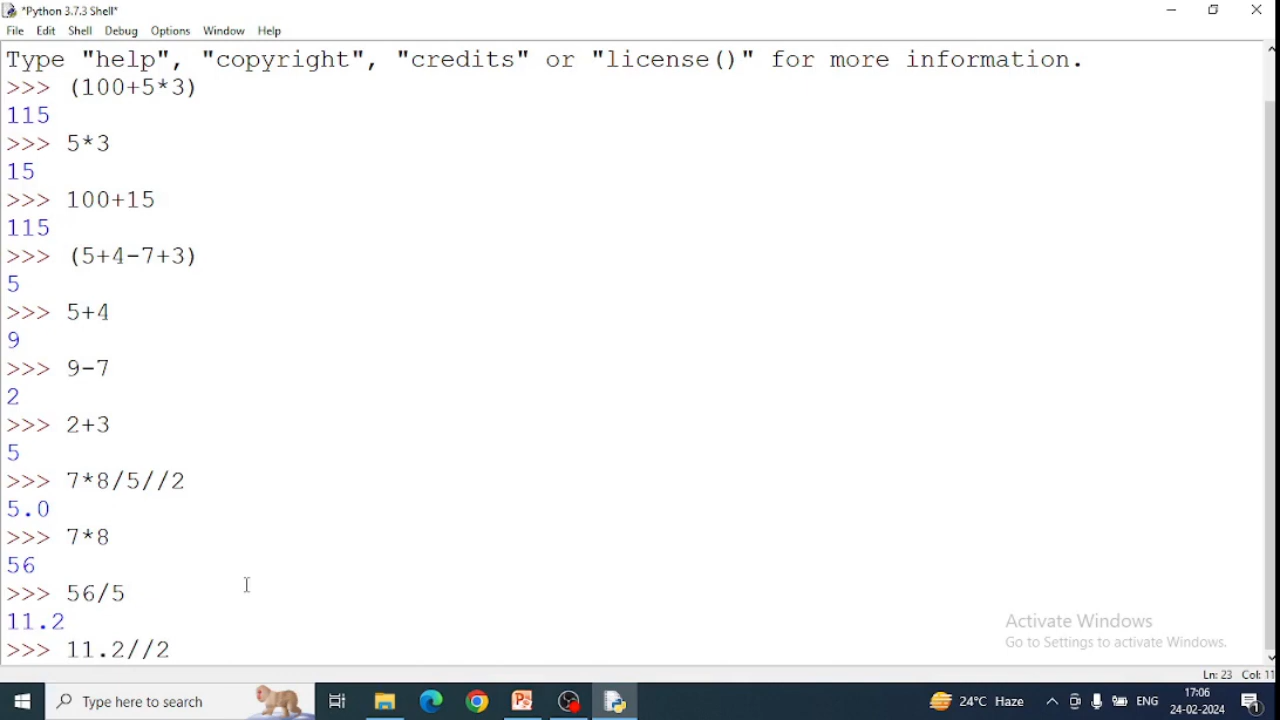 *Python 3.7.3 Shell*
File Edit Shell Debug Options Window Help
Type "help", "copyright", "credits" or "license()" for more information.
>>> (100+5*3)
115
>>> 5*3
15
>>> 100+15
115
>>> (5+4-7+3)
5
>>> 5+4
9
>>> 9-7
2
>>> 2+3
5
>>> 7*8/5//2
5.0
>>> 7*8
56
>>> 56/5
11.2
>>> 11.2//2
Activate Windows
Go to Settings to activate Windows.
Ln: 23 Col: 11
Type here to search
24°C Haze
ENG
17:06
24-02-2024
1